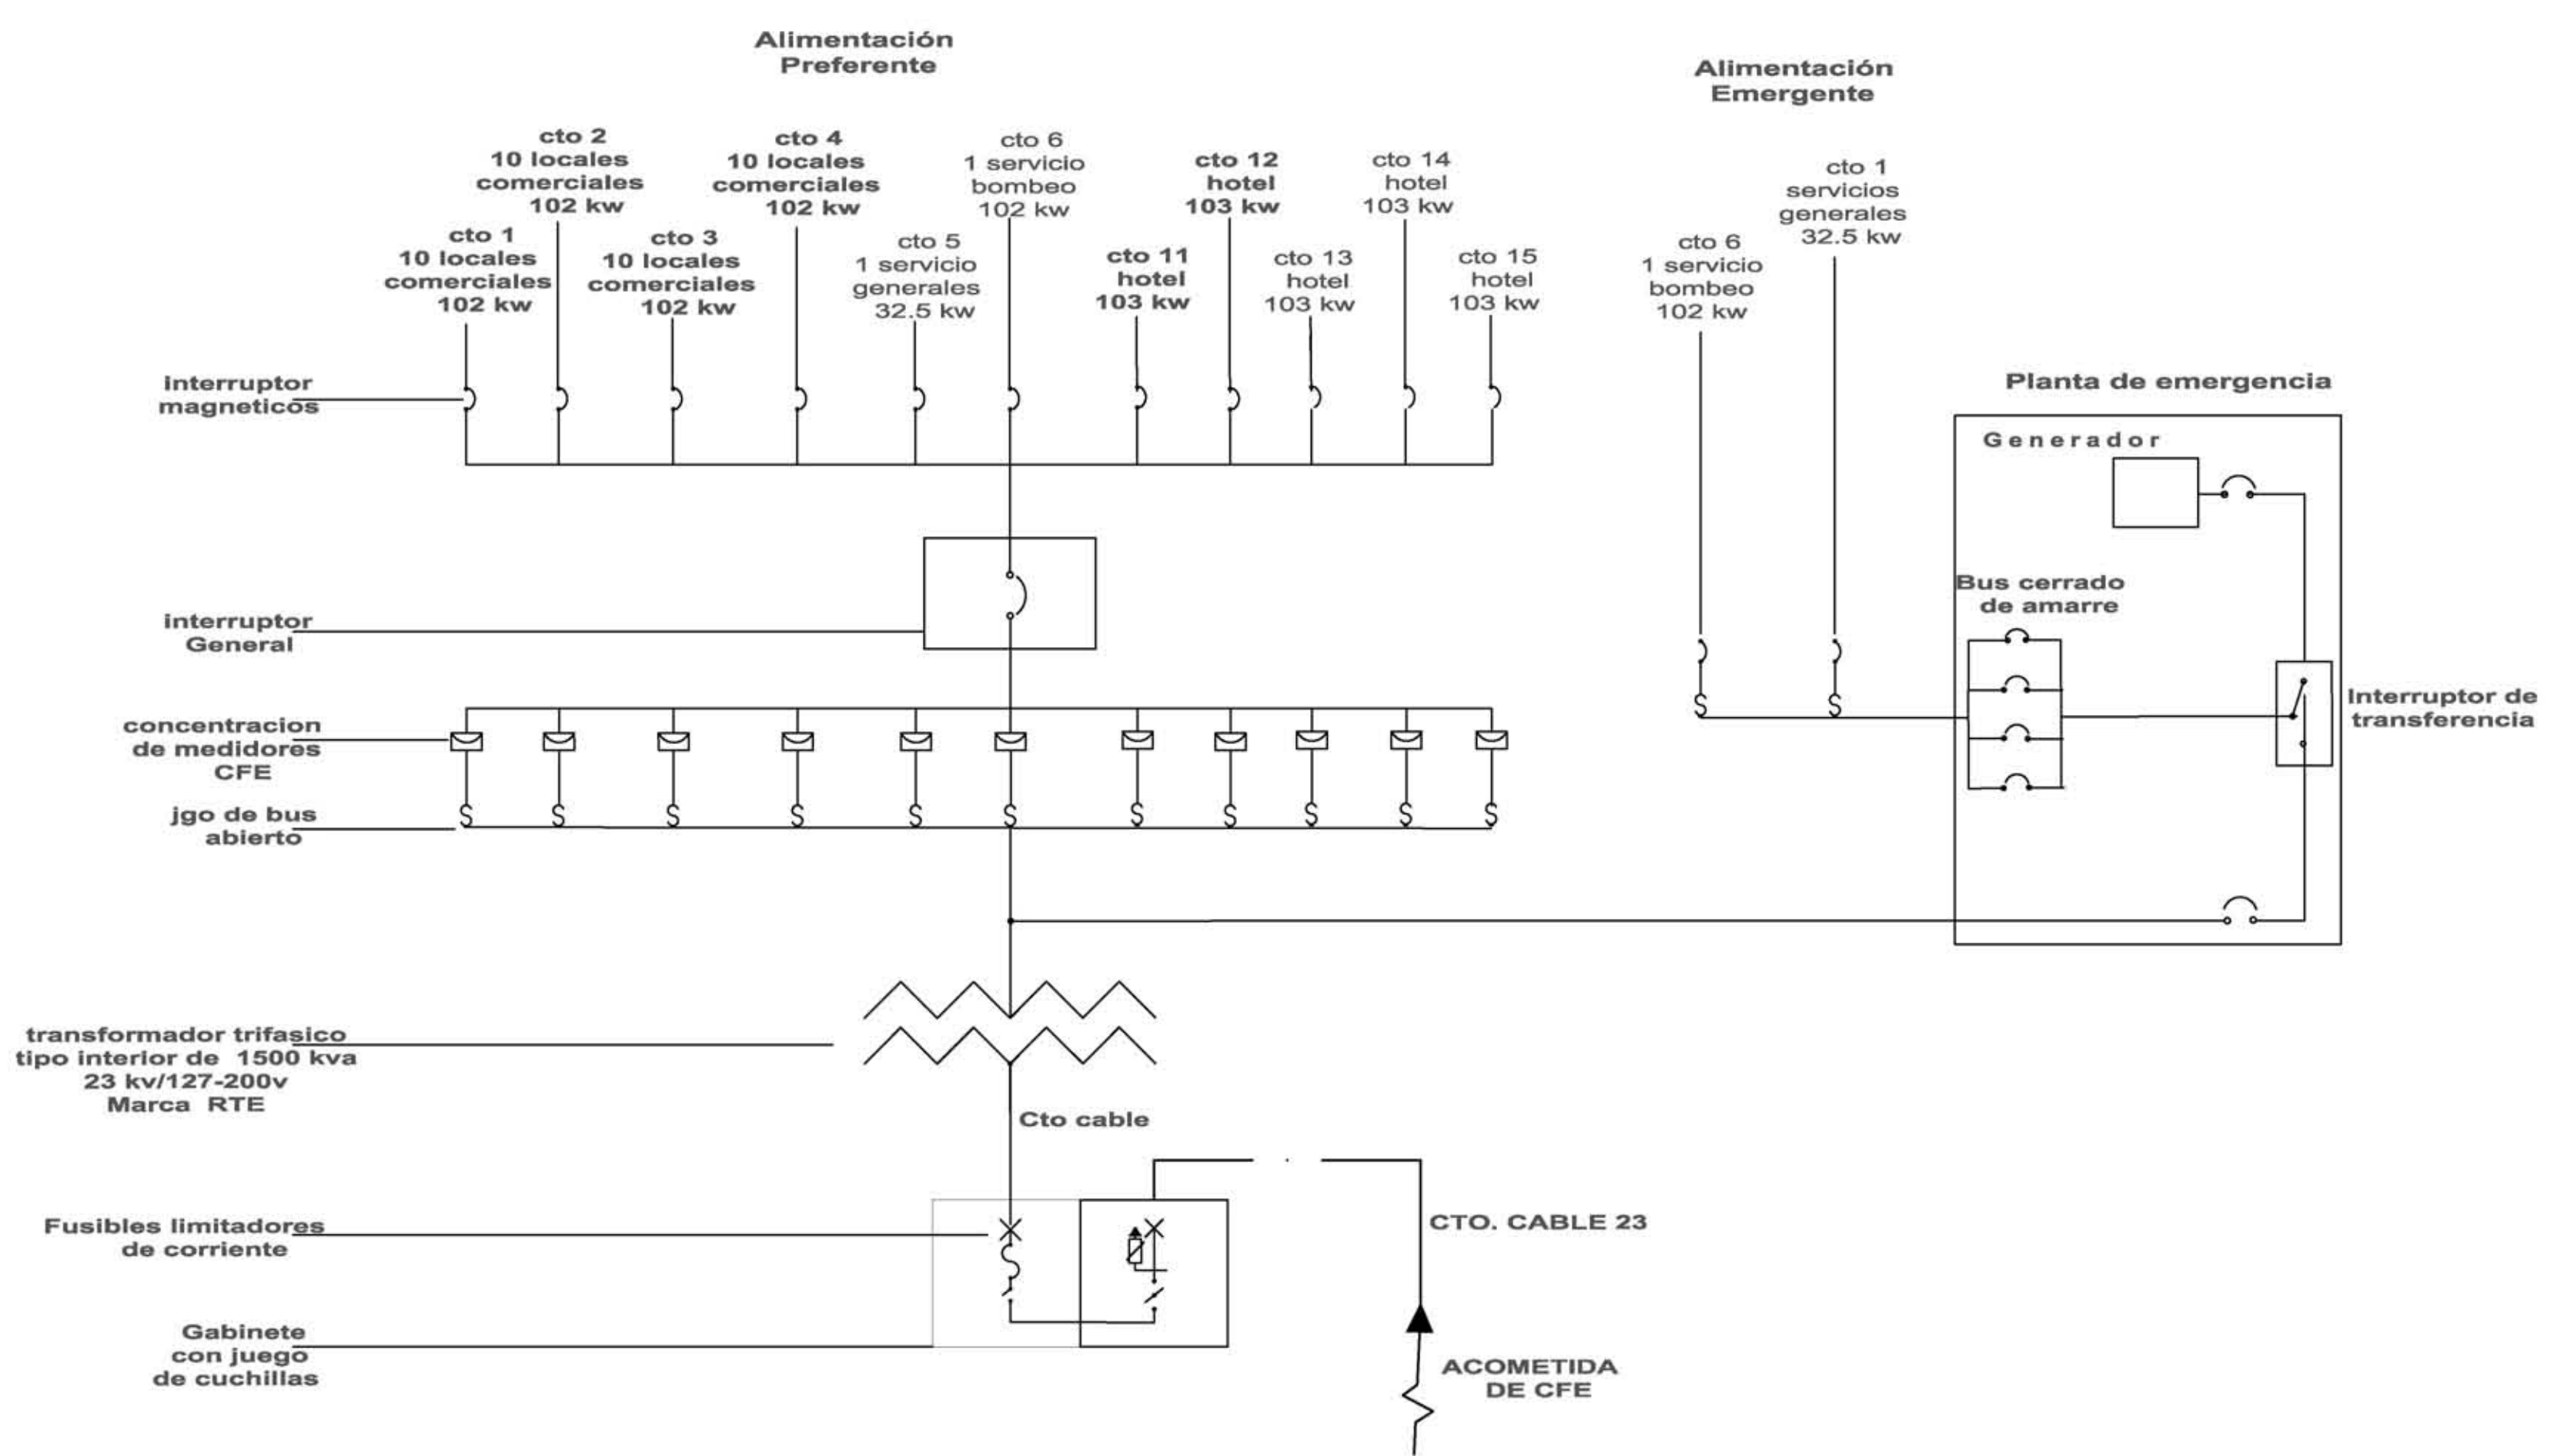 Alimentación
Preferente
Alimentación
Emergente
cto 2
10 locales
comerciales
102 kw
cto 4
10 locales
comerciales
102 kw
cto 6
1 servicio
bombeo
102 kw
cto 12
hotel
103 kw
cto 14
hotel
103 kw
cto 1
servicios
generales
32.5 kw
cto 1
10 locales
comerciales
102 kw
cto 3
10 locales
comerciales
102 kw
cto 5
1 servicio
generales
32.5 kw
cto 11
hotel
103 kw
cto 13
hotel
103 kw
cto 15
hotel
103 kw
cto 6
1 servicio
bombeo
102 kw
interruptor
magneticos
Planta de emergencia
Generador
Bus cerrado
de amarre
interruptor
General
Interruptor de
transferencia
concentracion
de medidores
CFE
jgo de bus
abierto
transformador trifasico
tipo interior de 1500 kva
23 kv/127-200v
Marca RTE
Cto cable
Fusibles limitadores
de corriente
CTO. CABLE 23
Gabinete
con juego
de cuchillas
ACOMETIDA
DE CFE